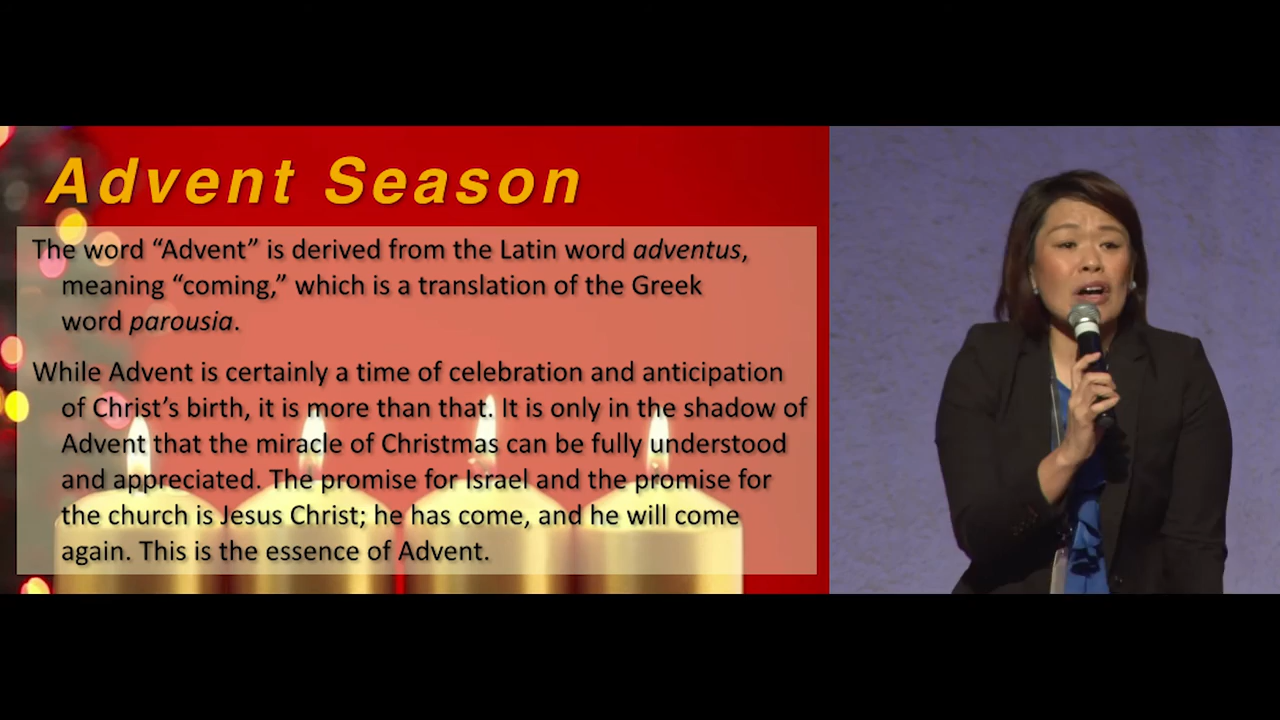 Advent Season
The word “Advent” is derived from the Latin word adventus,
meaning “coming,” which is a translation of the Greek
word parousia.
While Advent is certainly a time of celebration and anticipation
of Christ’s birth, it is more than that. It is only in the shadow of
Advent that the miracle of Christmas can be fully understood
and appreciated. The promise for Israel and the promise for
the church is Jesus Christ; he has come, and he will come
again. This is the essence of Advent.